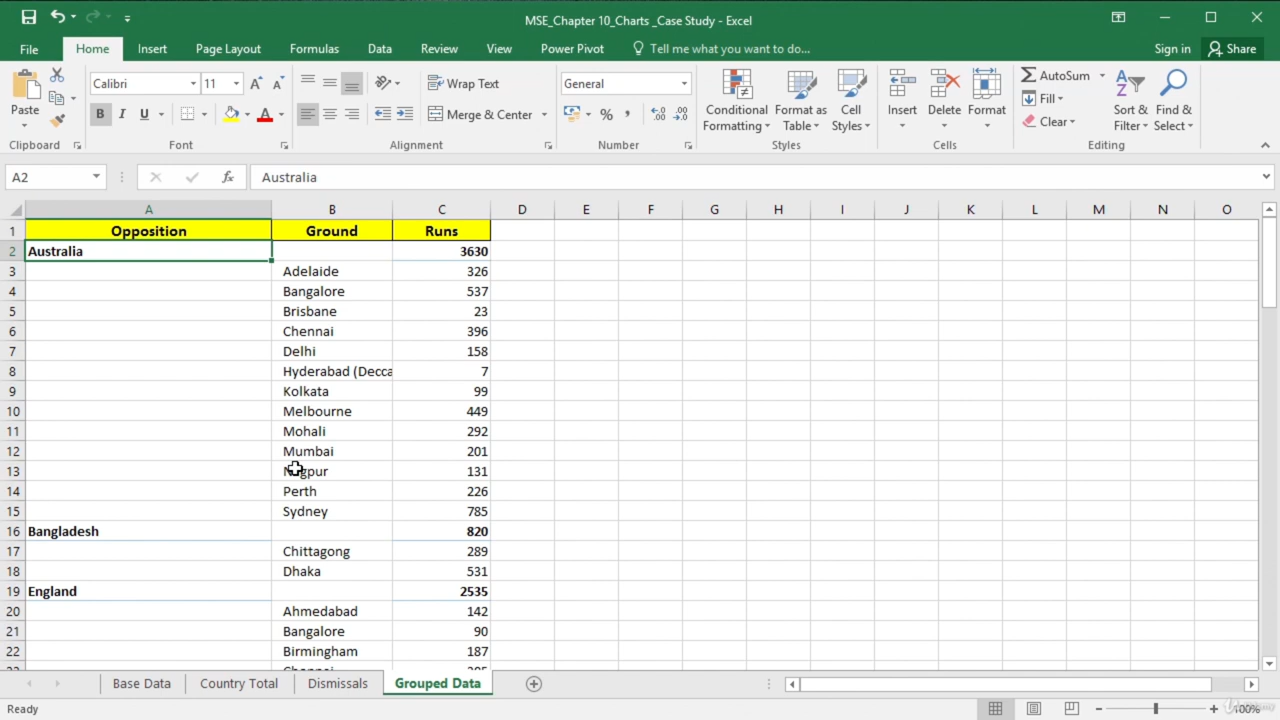 MSE_Chapter 10_Charts _Case Study - Excel
File Home Insert Page Layout Formulas Data Review View Power Pivot Tell me what you want to do... Sign in Share
Calibri 11 Wrap Text General AutoSum
Paste Conditional Formatting Format as Table Cell Styles Insert Delete Format Fill Sort & Filter Find & Select
B I U A Merge & Center % , Clear
Clipboard Font Alignment Number Styles Cells Editing
A2 fx Australia
A B C D E F G H I J K L M N O
1 Opposition Ground Runs
2 Australia 3630
3 Adelaide 326
4 Bangalore 537
5 Brisbane 23
6 Chennai 396
7 Delhi 158
8 Hyderabad (Decca 7
9 Kolkata 99
10 Melbourne 449
11 Mohali 292
12 Mumbai 201
13 Nagpur 131
14 Perth 226
15 Sydney 785
16 Bangladesh 820
17 Chittagong 289
18 Dhaka 531
19 England 2535
20 Ahmedabad 142
21 Bangalore 90
22 Birmingham 187
Base Data Country Total Dismissals Grouped Data
Ready 100%